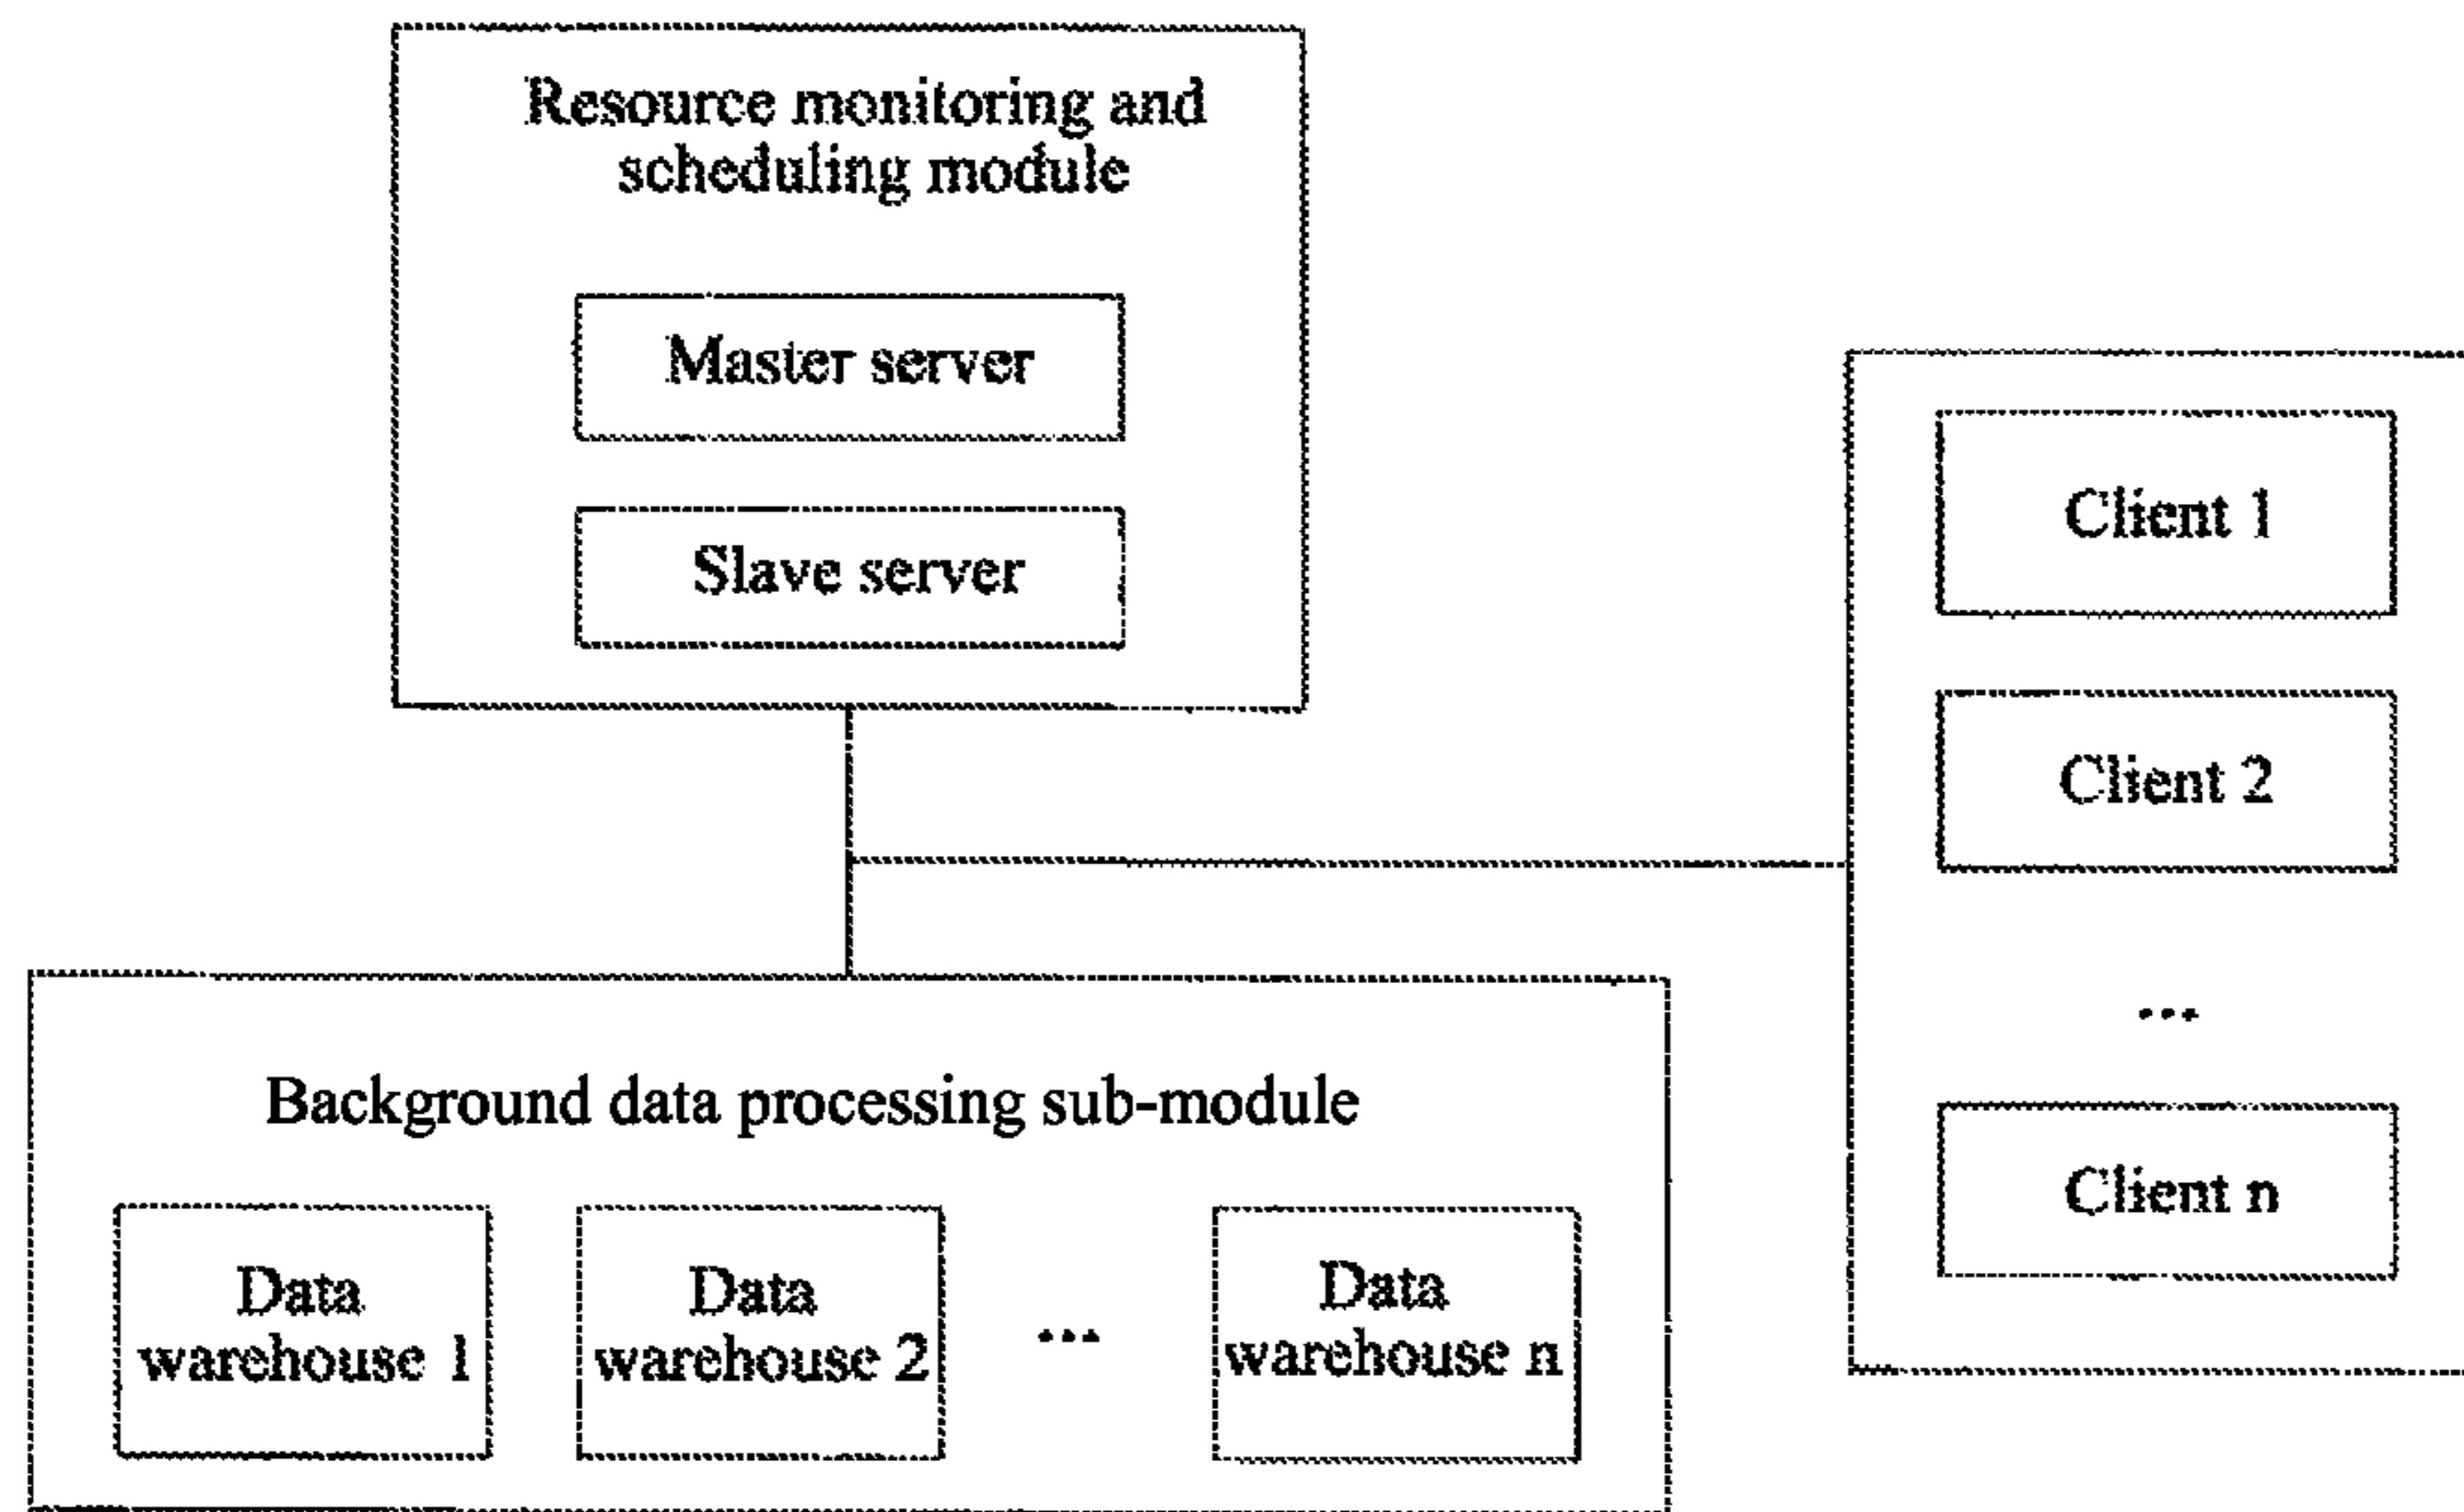 Resource monitoring and
scheduling module
Master server
Slave server
Client 1
Client 2
...
Client n
Background data processing sub-module
Data
warehouse 1
Data
warehouse 2
...
Data
warehouse n